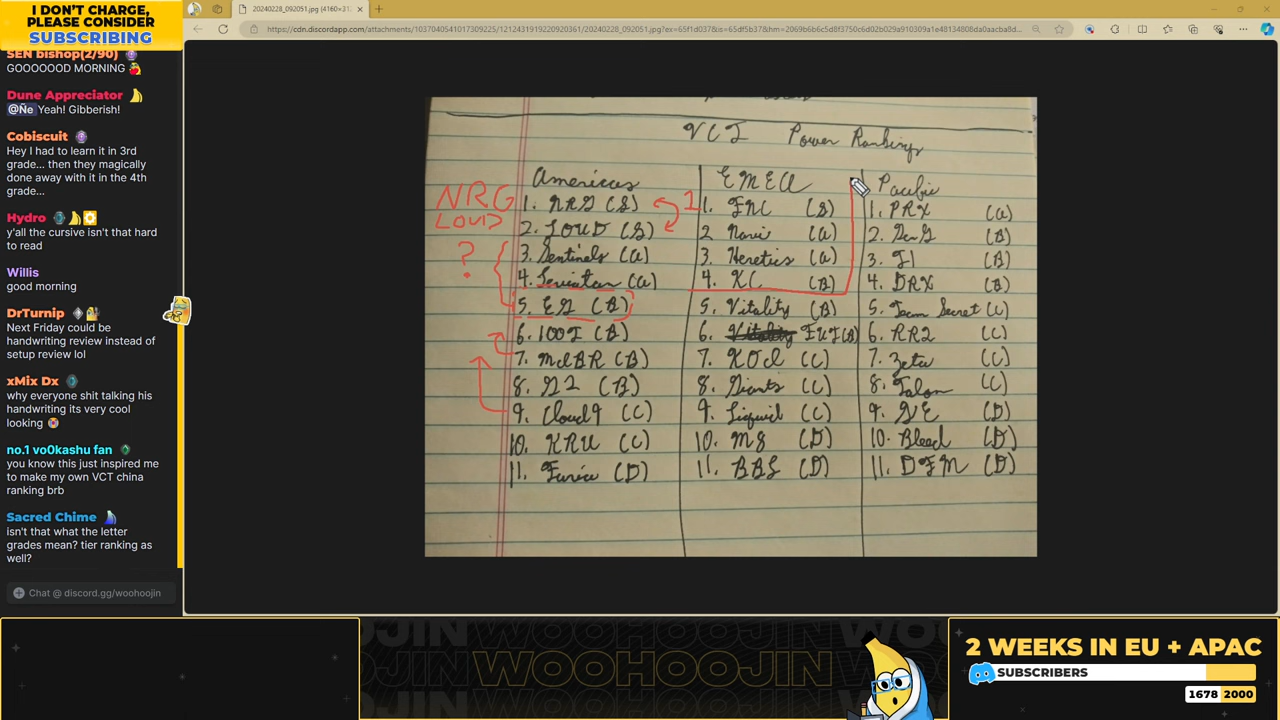 I DON'T CHARGE,
PLEASE CONSIDER
SUBSCRIBING
SEN bishop(2/90)
GOOOOOOD MORNING
Dune Appreciator
@Ñe Yeah! Gibberish!
Cobiscuit
Hey I had to learn it in 3rd
grade... then they magically
done away with it in the 4th
grade...
Hydro
y'all the cursive isn't that hard
to read
Willis
good morning
DrTurnip
Next Friday could be
handwriting review instead of
setup review lol
xMix Dx
why everyone shit talking his
handwriting its very cool
looking
no.1 vo0kashu fan
you know this just inspired me
to make my own VCT china
ranking brb
Sacred Chime
isn't that what the letter
grades mean? tier ranking as
well?
Chat @ discord.gg/woohoojin
20240228_092051.jpg (4160×31
VCT Power Rankings
NRG
LOUD
?
Americas
1. NRG (S)
2. LOUD (S)
3. Sentinels (A)
4. Leviatan (A)
5. EG (B)
6. 100T (B)
7. MIBR (B)
8. G2 (B)
9. Cloud9 (C)
10. KRU (C)
11. Furia (D)
1
EMEA
1. FNC (S)
2 Navi (A)
3. Heretics (A)
4. KC (B)
5. Vitality (B)
6. Vitality FUT (B)
7. KOI (C)
8. Giants (C)
9. Liquid (C)
10. M8 (D)
11. BBL (D)
Pacific
1. PRX (A)
2. GenG (B)
3. T1 (B)
4. DRX (B)
5. Team Secret (C)
6. RRQ (C)
7. Zeta (C)
8. Talon (C)
9. GE (D)
10. Bleed (D)
11. DFM (D)
WOOHOOJIN
2 WEEKS IN EU + APAC
SUBSCRIBERS
1678 2000